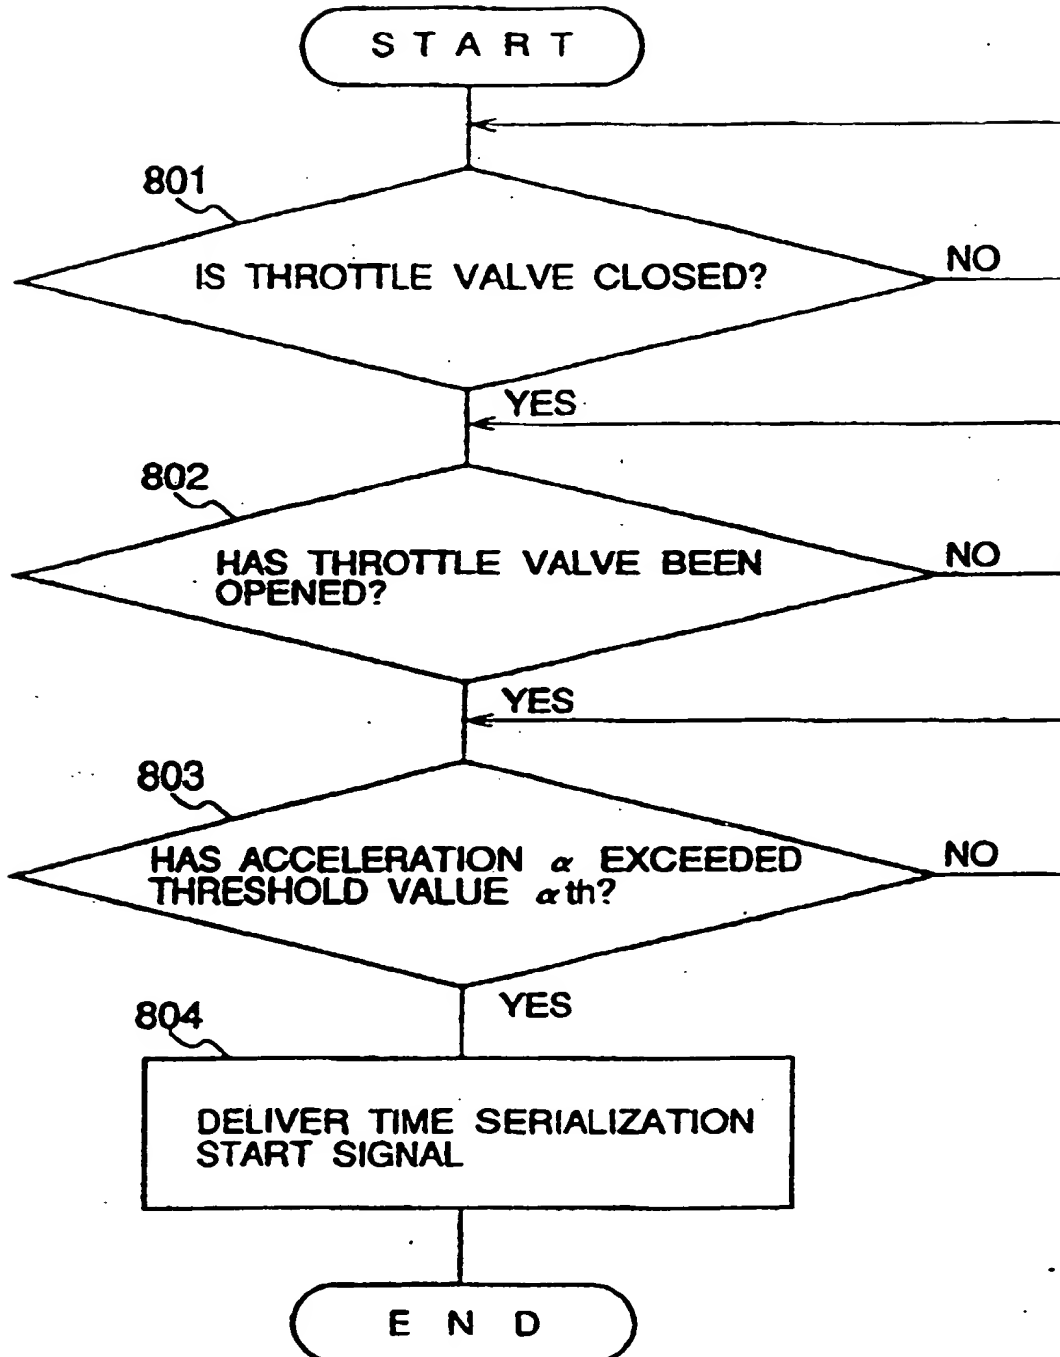 START
801
IS THROTTLE VALVE CLOSED?
NO
YES
802
HAS THROTTLE VALVE BEEN
OPENED?
NO
YES
803
HAS ACCELERATION α EXCEEDED
THRESHOLD VALUE αth?
NO
YES
804
DELIVER TIME SERIALIZATION
START SIGNAL
END